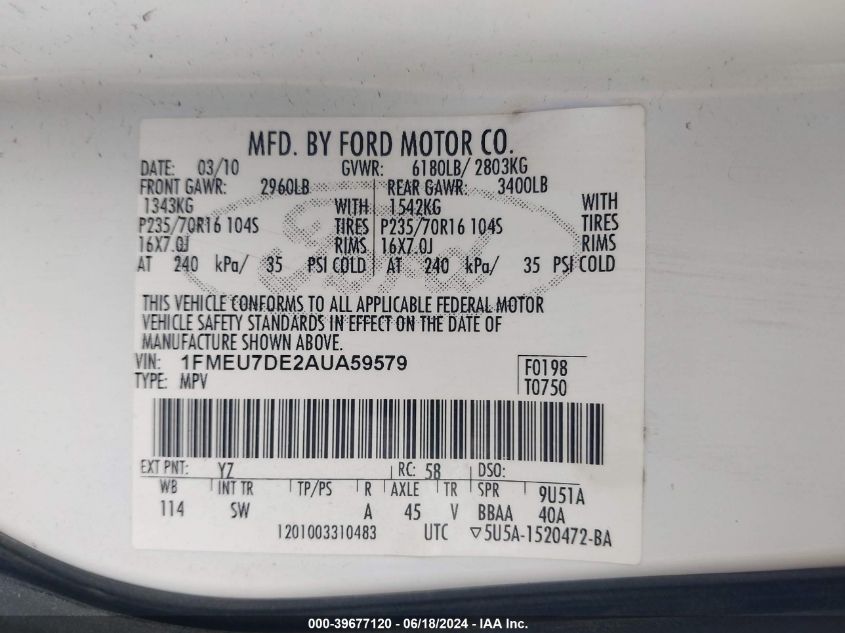 MFD. BY FORD MOTOR CO.
DATE: 03/10 GVWR: 6180LB/ 2803KG
FRONT GAWR: 2960LB REAR GAWR: 3400LB
1343KG WITH 1542KG WITH
P235/70R16 104S TIRES P235/70R16 104S TIRES
16X7.0J RIMS 16X7.0J RIMS
AT 240 kPa/ 35 PSI COLD AT 240 kPa/ 35 PSI COLD
Ford
THIS VEHICLE CONFORMS TO ALL APPLICABLE FEDERAL MOTOR
VEHICLE SAFETY STANDARDS IN EFFECT ON THE DATE OF
MANUFACTURE SHOWN ABOVE.
VIN: 1FMEU7DE2AUA59579 F0198
TYPE: MPV T0750
EXT PNT: YZ RC: 58 DSO:
WB INT TR TP/PS R AXLE TR SPR 9U51A
114 SW A 45 V BBAA 40A
1201003310483 UTC ▽5U5A-1520472-BA
000-39677120 - 06/18/2024 - IAA Inc.